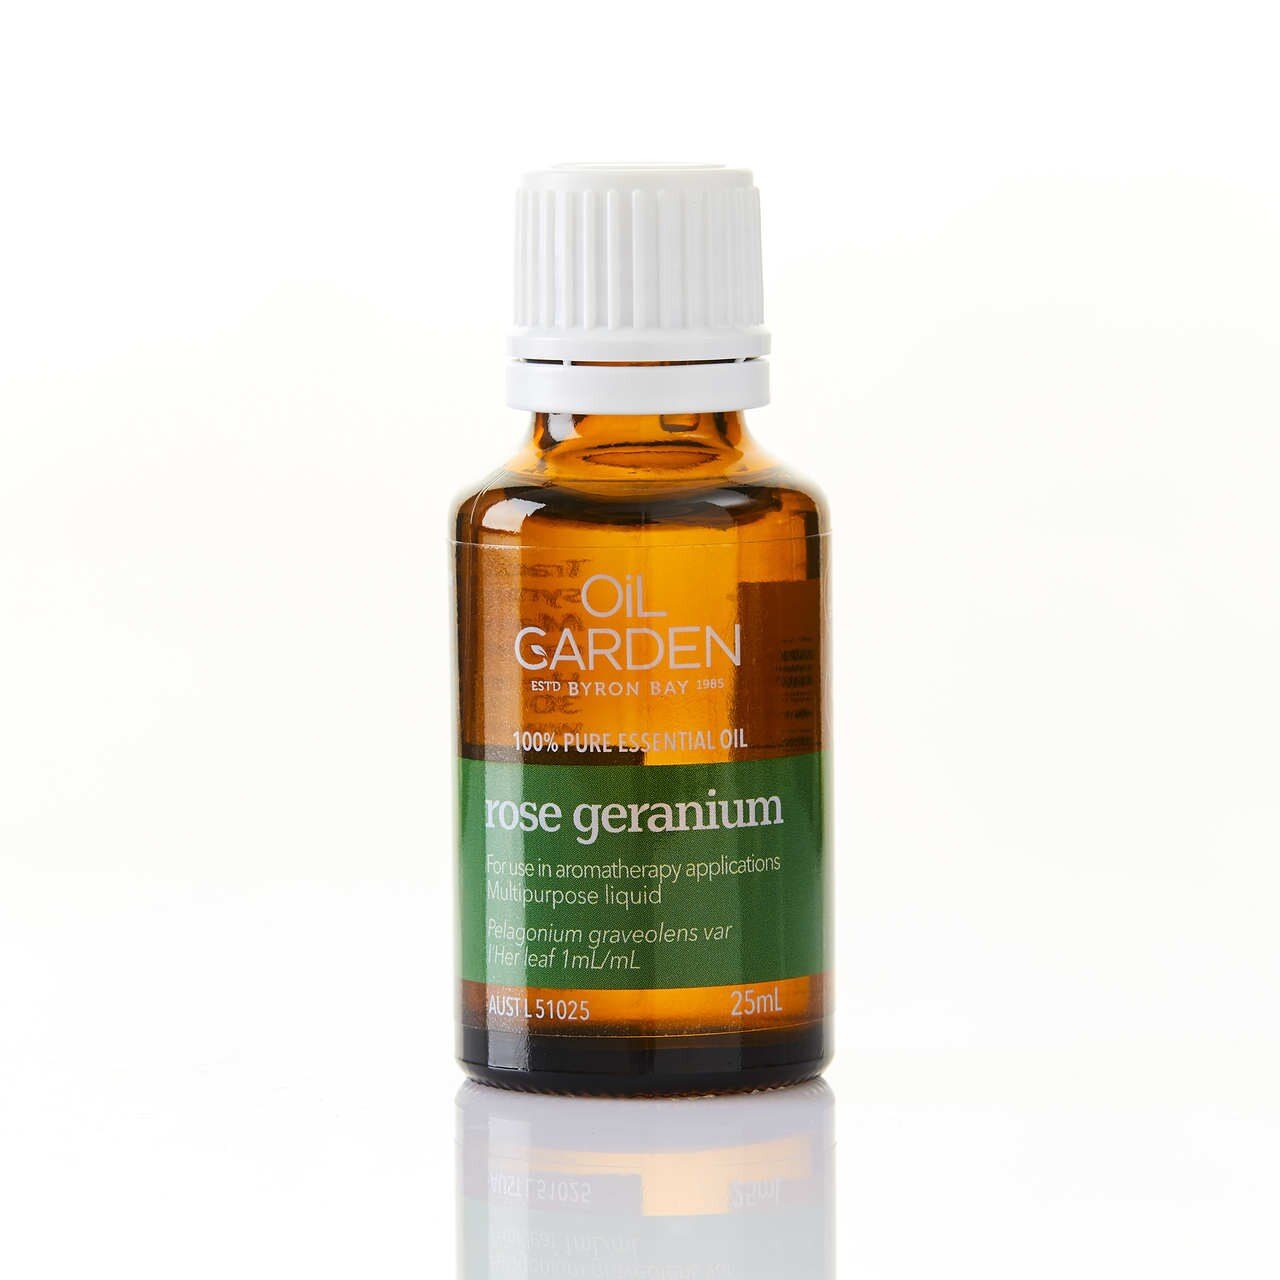 OiL
GARDEN
EST'D BYRON BAY 1985
100% PURE ESSENTIAL OIL
rose geranium
For use in aromatherapy applications
Multipurpose liquid
Pelagonium graveolens var
l'Her leaf 1mL/mL
AUST L 51025 25mL